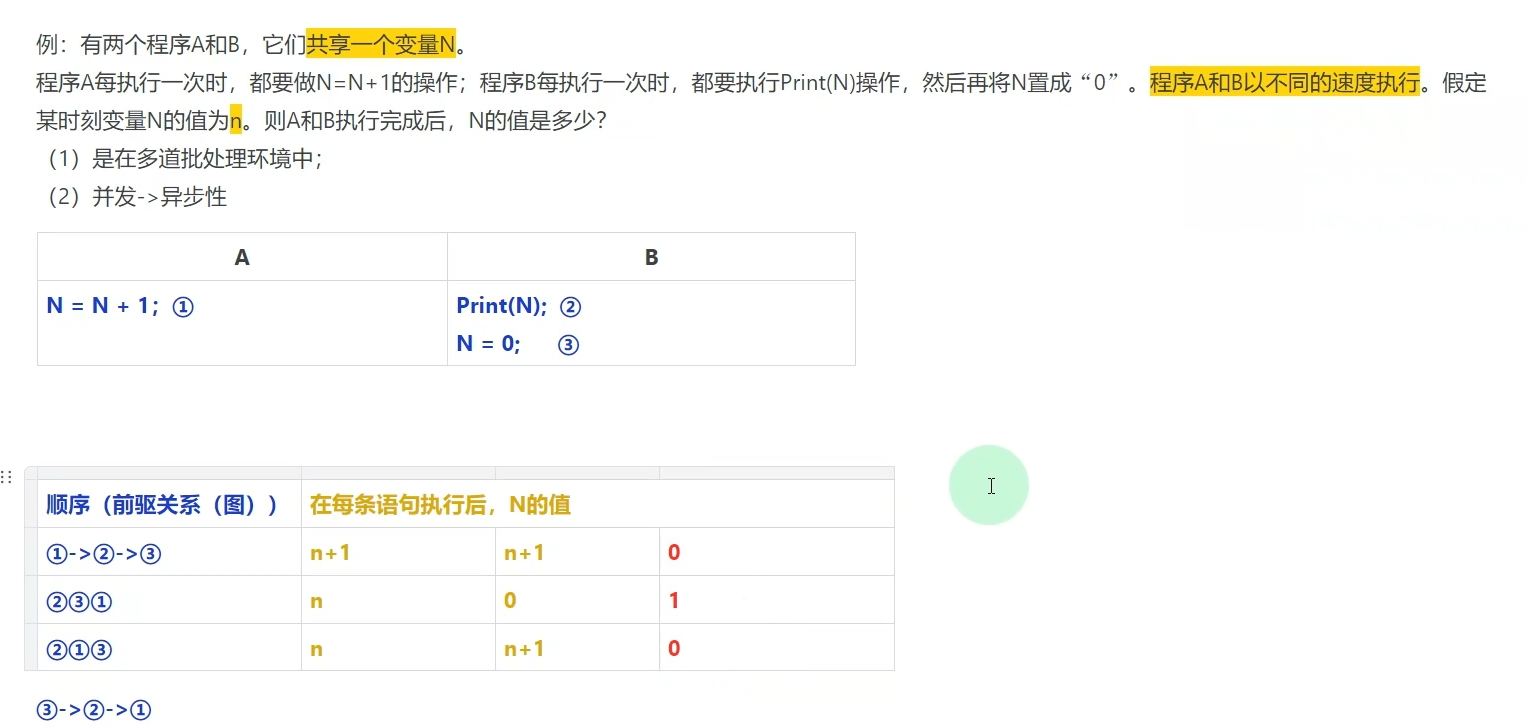 例：有两个程序A和B，它们共享一个变量N。
程序A每执行一次时，都要做N=N+1的操作；程序B每执行一次时，都要执行Print(N)操作，然后再将N置成“0”。程序A和B以不同的速度执行。假定
某时刻变量N的值为n。则A和B执行完成后，N的值是多少？
（1）是在多道批处理环境中；
（2）并发->异步性
A B
N = N + 1; ① Print(N); ②
N = 0; ③
顺序（前驱关系（图）） 在每条语句执行后，N的值
①->②->③ n+1 n+1 0
②③① n 0 1
②①③ n n+1 0
③->②->①